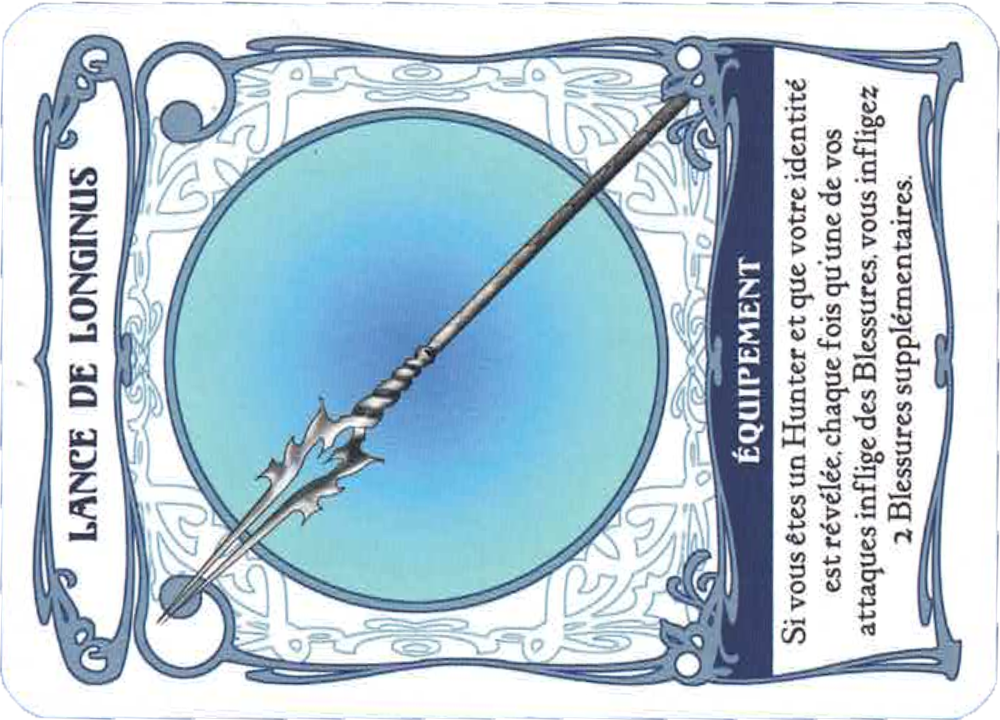 LANCE DE LONGINUS
ÉQUIPEMENT
Si vous êtes un Hunter et que votre identité
est révélée, chaque fois qu'une de vos
attaques inflige des Blessures, vous infligez
2 Blessures supplémentaires.